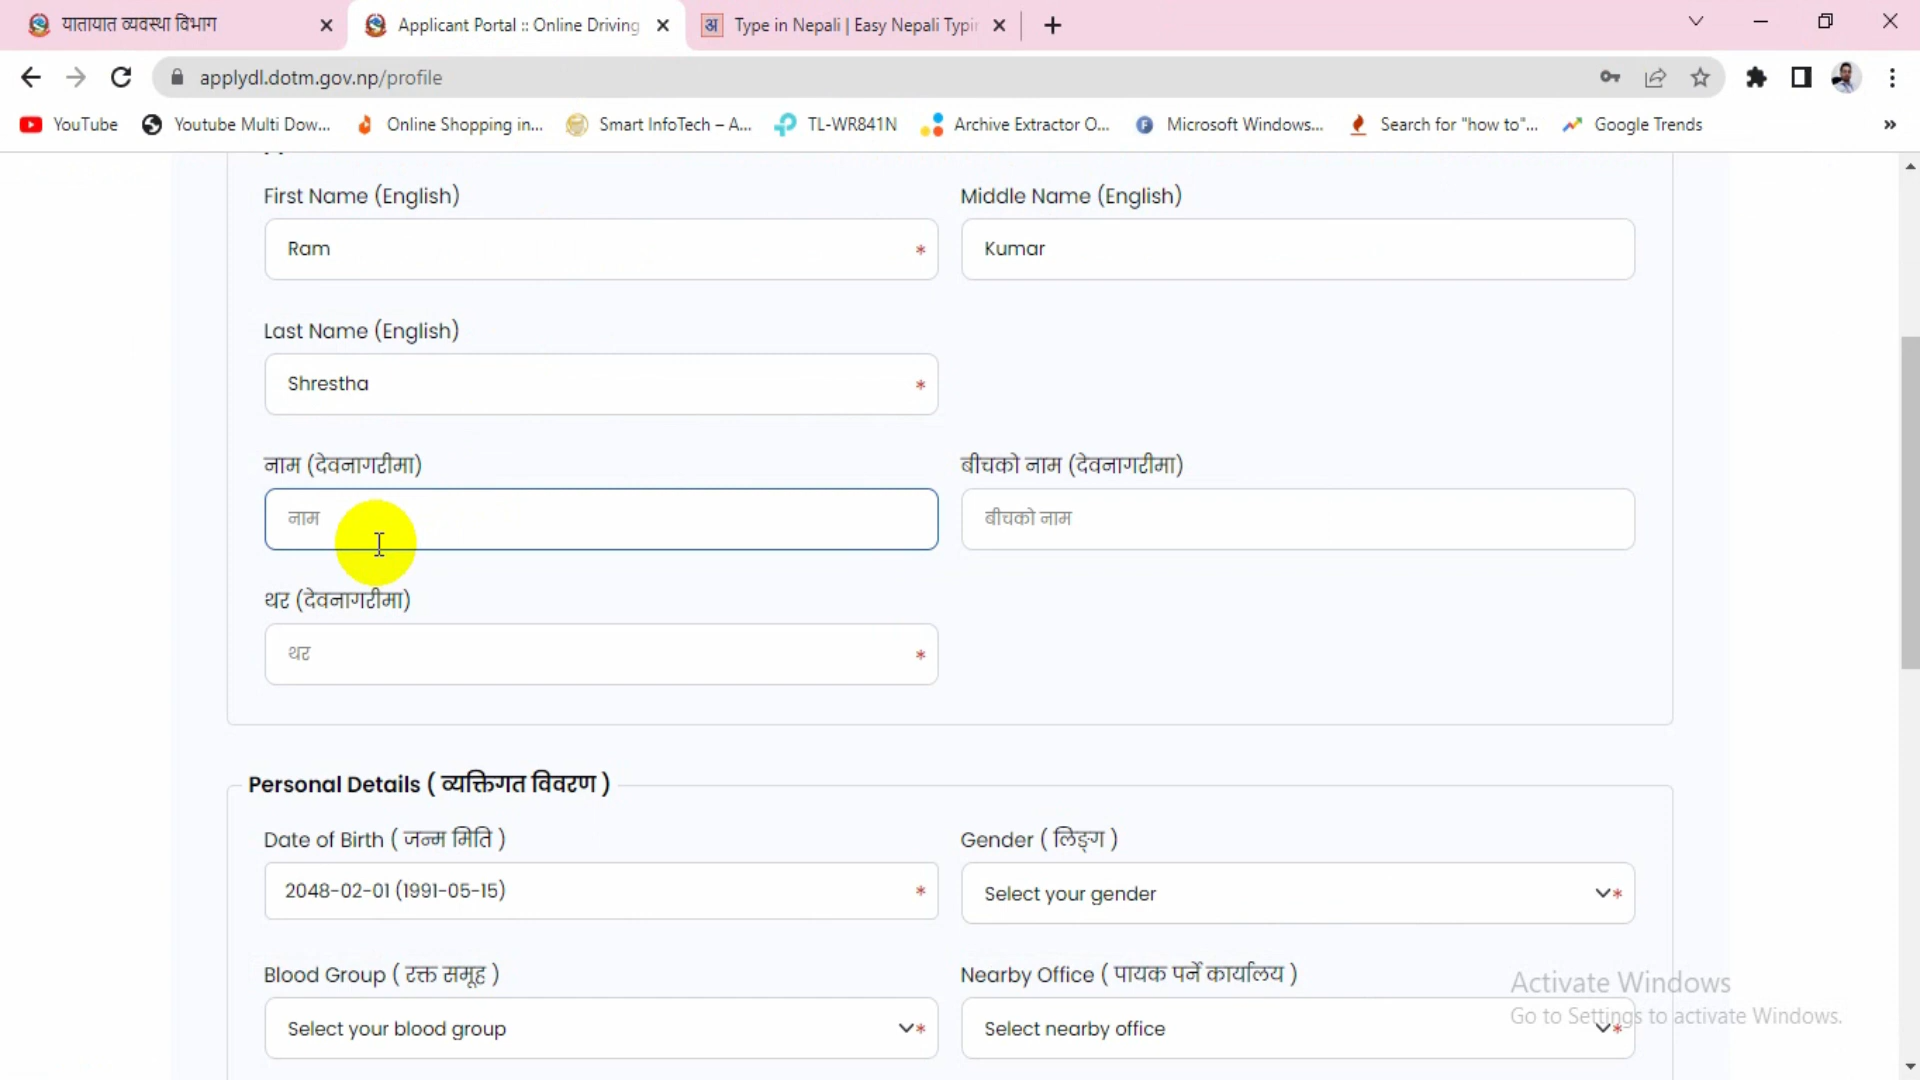 यातायात व्यवस्था विभाग
Applicant Portal :: Online Driving
Type in Nepali | Easy Nepali Typin
applydl.dotm.gov.np/profile
YouTube
Youtube Multi Dow...
Online Shopping in...
Smart InfoTech – A...
TL-WR841N
Archive Extractor O...
Microsoft Windows...
Search for "how to"...
Google Trends
»
First Name (English)
Middle Name (English)
Ram *
Kumar
Last Name (English)
Shrestha *
नाम (देवनागरीमा)
बीचको नाम (देवनागरीमा)
नाम
बीचको नाम
थर (देवनागरीमा)
थर *
Personal Details ( व्यक्तिगत विवरण )
Date of Birth ( जन्म मिति )
Gender ( लिङ्ग )
2048-02-01 (1991-05-15) *
Select your gender *
Blood Group ( रक्त समूह )
Nearby Office ( पायक पर्ने कार्यालय )
Select your blood group *
Select nearby office *
Activate Windows
Go to Settings to activate Windows.